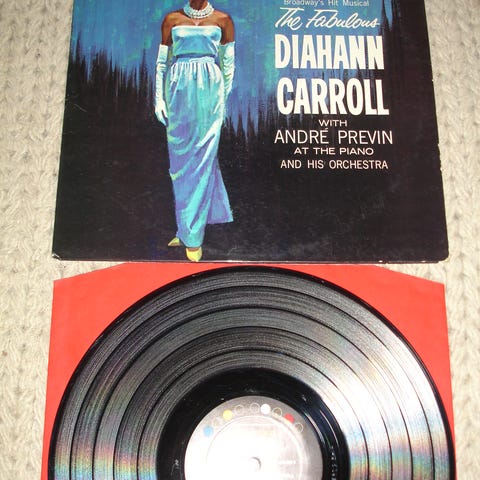 Broadway's Hit Musical
The Fabulous
DIAHANN
CARROLL
WITH
ANDRÉ PREVIN
AT THE PIANO
AND HIS ORCHESTRA